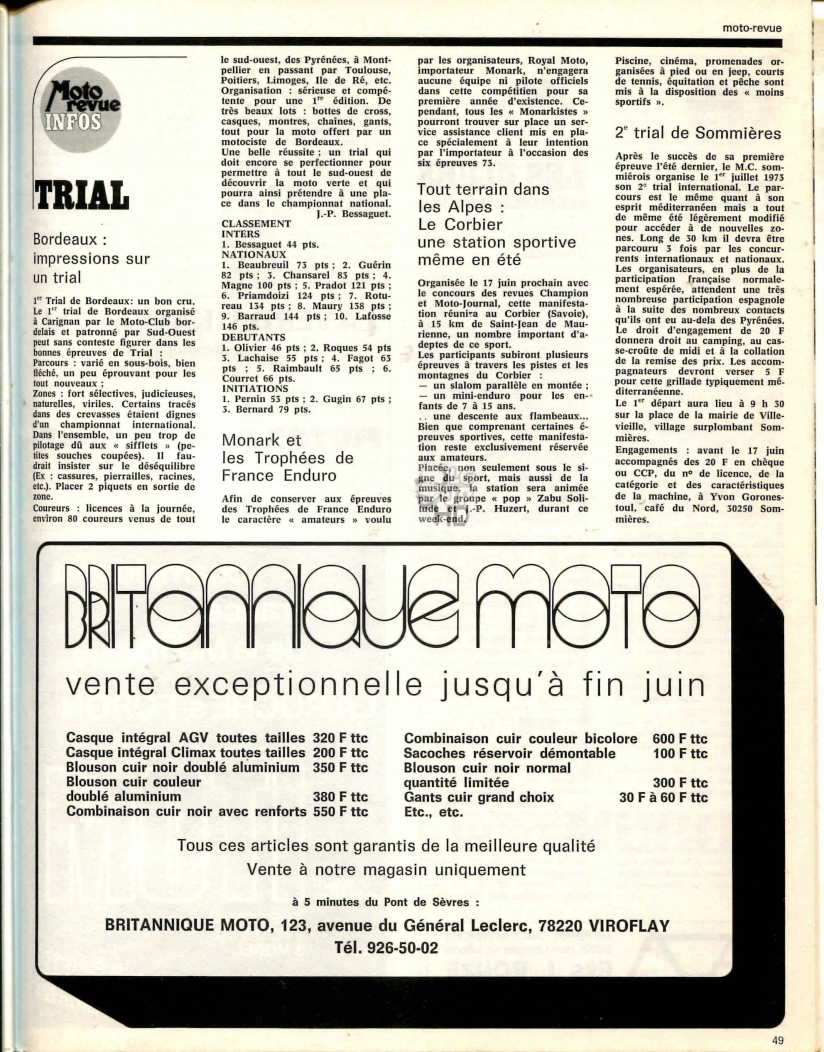 moto-revue
Moto
revue
INFOS
TRIAL
Bordeaux :
impressions sur
un trial
1er Trial de Bordeaux: un bon cru.
Le 1er trial de Bordeaux organisé
à Carignan par le Moto-Club bor-
delais et patronné par Sud-Ouest
peut sans conteste figurer dans les
bonnes épreuves de Trial :
Parcours : varié en sous-bois, bien
fléché, un peu éprouvant pour les
tout nouveaux ;
Zones : fort sélectives, judicieuses,
naturelles, viriles. Certains tracés
dans des crevasses étaient dignes
d'un championnat international.
Dans l'ensemble, un peu trop de
pilotage dû aux « sifflets » (pe-
tites souches coupées). Il fau-
drait insister sur le déséquilibre
(Ex : cassures, pierrailles, racines,
etc.). Placer 2 piquets en sortie de
zone.
Coureurs : licences à la journée,
environ 80 coureurs venus de tout
le sud-ouest, des Pyrénées, à Mont-
pellier en passant par Toulouse,
Poitiers, Limoges, Ile de Ré, etc.
Organisation : sérieuse et compé-
tente pour une 1re édition. De
très beaux lots : bottes de cross,
casques, montres, chaînes, gants,
tout pour la moto offert par un
motociste de Bordeaux.
Une belle réussite ; un trial qui
doit encore se perfectionner pour
permettre à tout le sud-ouest de
découvrir la moto verte et qui
pourra ainsi prétendre à une pla-
ce dans le championnat national.
J.-P. Bessaguet.
CLASSEMENT
INTERS
1. Bessaguet 44 pts.
NATIONAUX
1. Beaubreuil 73 pts ; 2. Guérin
82 pts ; 3. Chansarel 83 pts ; 4.
Magne 100 pts ; 5. Pradot 121 pts ;
6. Priamdoizi 124 pts ; 7. Rotu-
reau 134 pts ; 8. Maury 138 pts ;
9. Barraud 144 pts ; 10. Lafosse
146 pts.
DEBUTANTS
1. Olivier 46 pts ; 2. Roques 54 pts
3. Lachaise 55 pts ; 4. Fagot 63
pts ; 5. Raimbault 65 pts ; 6.
Courret 66 pts.
INITIATIONS
1. Pernin 53 pts ; 2. Gugin 67 pts ;
3. Bernard 79 pts.
Monark et
les Trophées de
France Enduro
Afin de conserver aux épreuves
des Trophées de France Enduro
le caractère « amateurs » voulu
par les organisateurs, Royal Moto,
importateur Monark, n'engagera
aucune équipe ni pilote officiels
dans cette compétition pour sa
première année d'existence. Ce-
pendant, tous les « Monarkistes »
pourront trouver sur place un ser-
vice assistance client mis en pla-
ce spécialement à leur intention
par l'importateur à l'occasion des
six épreuves 73.
Tout terrain dans
les Alpes :
Le Corbier
une station sportive
même en été
Organisée le 17 juin prochain avec
le concours des revues Champion
et Moto-Journal, cette manifesta-
tion réunira au Corbier (Savoie),
à 15 km de Saint-Jean de Mau-
rienne, un nombre important d'a-
deptes de ce sport.
Les participants subiront plusieurs
épreuves à travers les pistes et les
montagnes du Corbier :
— un slalom parallèle en montée ;
— un mini-enduro pour les en-
fants de 7 à 15 ans.
. . une descente aux flambeaux...
Bien que comprenant certaines é-
preuves sportives, cette manifesta-
tion reste exclusivement réservée
aux amateurs.
Placée, non seulement sous le si-
gne du sport, mais aussi de la
musique, la station sera animée
par le groupe « pop » Zabu Soli-
tude et J.-P. Huzert, durant ce
week-end.
Piscine, cinéma, promenades or-
ganisées à pied ou en jeep, courts
de tennis, équitation et pêche sont
mis à la disposition des « moins
sportifs ».
2e trial de Sommières
Après le succès de sa première
épreuve l'été dernier, le M.C. som-
miérois organise le 1er juillet 1973
son 2e trial international. Le par-
cours est le même quant à son
esprit méditerranéen mais a tout
de même été légèrement modifié
pour accéder à de nouvelles zo-
nes. Long de 30 km il devra être
parcouru 3 fois par les concur-
rents internationaux et nationaux.
Les organisateurs, en plus de la
participation française normale-
ment espérée, attendent une très
nombreuse participation espagnole
à la suite des nombreux contacts
qu'ils ont eu au-delà des Pyrénées.
Le droit d'engagement de 20 F
donnera droit au camping, au cas-
se-croûte de midi et à la collation
de la remise des prix. Les accom-
pagnateurs devront verser 5 F
pour cette grillade typiquement mé-
diterranéenne.
Le 1er départ aura lieu à 9 h 30
sur la place de la mairie de Ville-
vieille, village surplombant Som-
mières.
Engagements : avant le 17 juin
accompagnés des 20 F en chèque
ou CCP, du nº de licence, de la
catégorie et des caractéristiques
de la machine, à Yvon Gorones-
toul, café du Nord, 30250 Som-
mières.
BRITannique moto
vente exceptionnelle jusqu'à fin juin
Casque intégral AGV toutes tailles 320 F ttc
Casque intégral Climax toutes tailles 200 F ttc
Blouson cuir noir doublé aluminium 350 F ttc
Blouson cuir couleur
doublé aluminium 380 F ttc
Combinaison cuir noir avec renforts 550 F ttc
Combinaison cuir couleur bicolore 600 F ttc
Sacoches réservoir démontable 100 F ttc
Blouson cuir noir normal
quantité limitée 300 F ttc
Gants cuir grand choix 30 F à 60 F ttc
Etc., etc.
Tous ces articles sont garantis de la meilleure qualité
Vente à notre magasin uniquement
à 5 minutes du Pont de Sèvres :
BRITANNIQUE MOTO, 123, avenue du Général Leclerc, 78220 VIROFLAY
Tél. 926-50-02
49